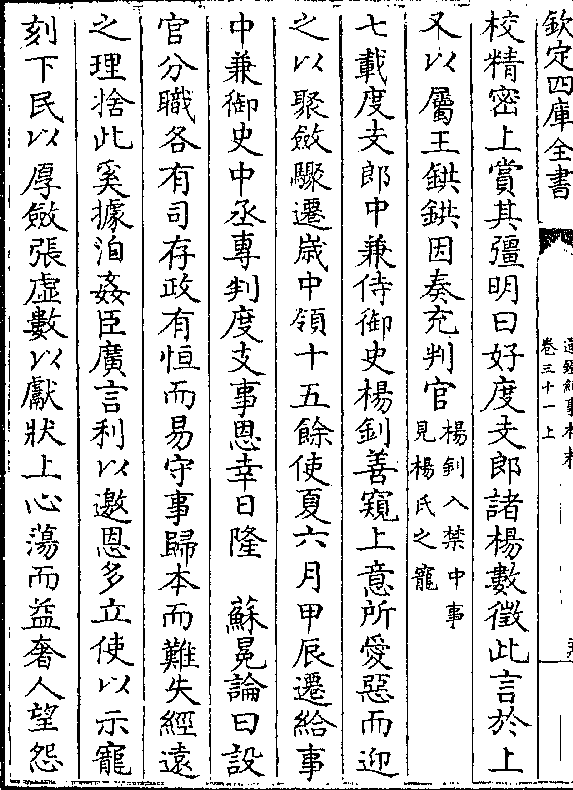 欽定四庫全書
通鑑紀事本末
卷三十一上
校精密上賞其彊明曰好度支郎諸楊數徵此言於上
又以屬王鉷鉷因奏充判官楊釗入禁中事
見楊氏之寵
七載度支郎中兼侍御史楊釗善窺上意所愛惡而迎
之以聚斂驟遷歲中領十五餘使夏六月甲辰遷給事
中兼御史中丞專判度支事恩幸日隆　蘇冕論曰設
官分職各有司存政有恒而易守事歸本而難失經遠
之理捨此奚據洎姦臣廣言利以邀恩多立使以示寵
刻下民以厚斂張虛數以獻狀上心蕩而益奢人望怨